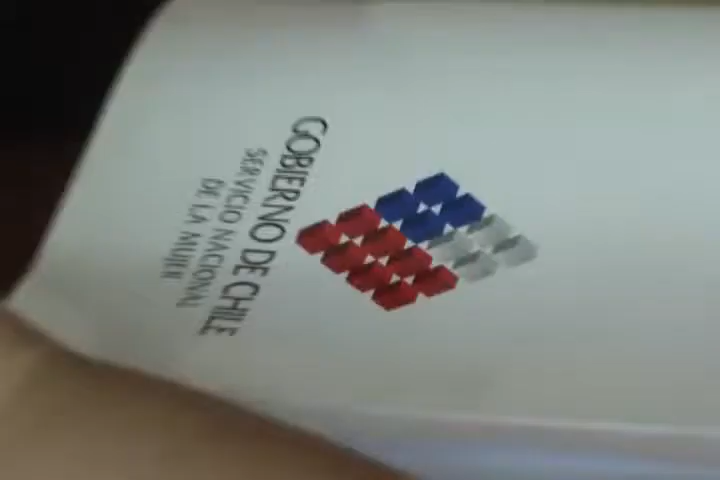 GOBIERNO DE CHILE
SERVICIO NACIONAL
DE LA MUJER